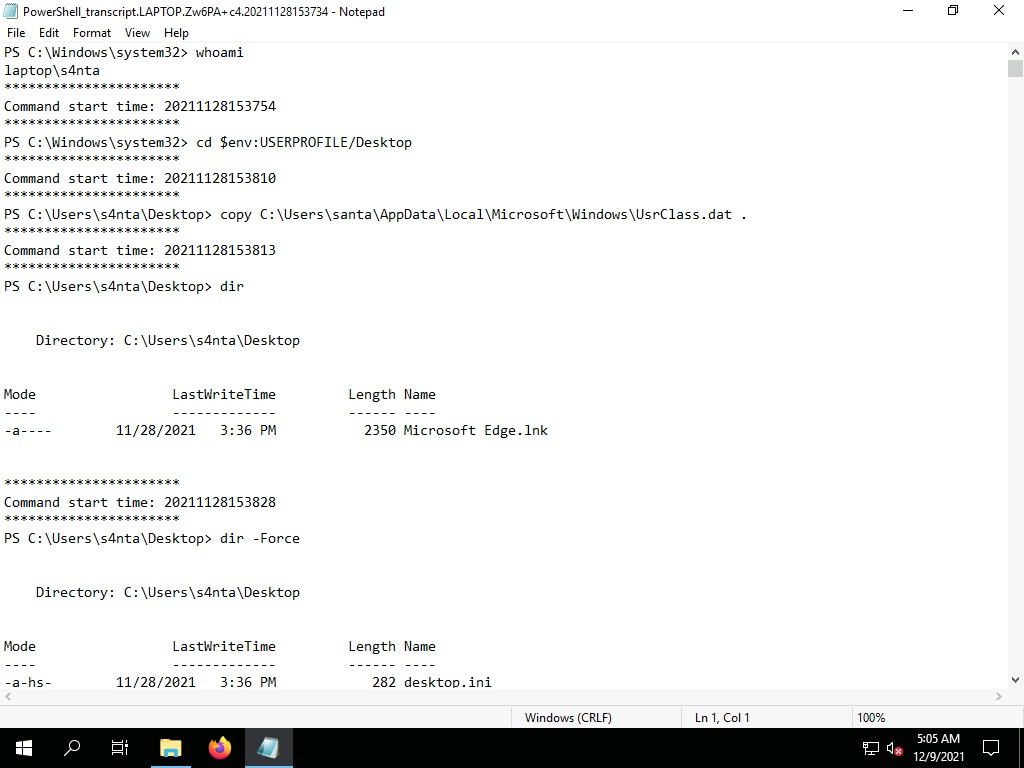 PowerShell_transcript.LAPTOP.Zw6PA+c4.20211128153734 - Notepad
File Edit Format View Help
PS C:\Windows\system32> whoami
laptop\s4nta
**********************
Command start time: 20211128153754
**********************
PS C:\Windows\system32> cd $env:USERPROFILE/Desktop
**********************
Command start time: 20211128153810
**********************
PS C:\Users\s4nta\Desktop> copy C:\Users\santa\AppData\Local\Microsoft\Windows\UsrClass.dat .
**********************
Command start time: 20211128153813
**********************
PS C:\Users\s4nta\Desktop> dir
Directory: C:\Users\s4nta\Desktop
Mode LastWriteTime Length Name
---- ------------- ------ ----
-a---- 11/28/2021 3:36 PM 2350 Microsoft Edge.lnk
**********************
Command start time: 20211128153828
**********************
PS C:\Users\s4nta\Desktop> dir -Force
Directory: C:\Users\s4nta\Desktop
Mode LastWriteTime Length Name
---- ------------- ------ ----
-a-hs- 11/28/2021 3:36 PM 282 desktop.ini
Windows (CRLF) Ln 1, Col 1 100%
5:05 AM
12/9/2021